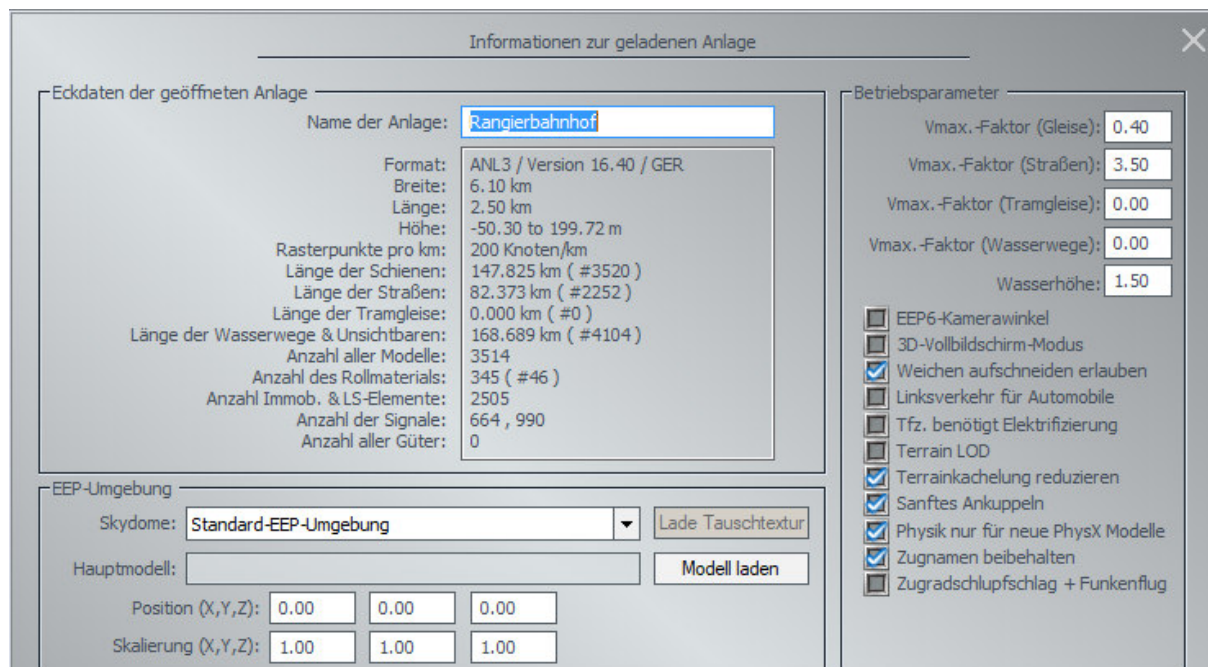 Informationen zur geladenen Anlage
Eckdaten der geöffneten Anlage
Name der Anlage: Rangierbahnhof
Format: ANL3 / Version 16.40 / GER
Breite: 6.10 km
Länge: 2.50 km
Höhe: -50.30 to 199.72 m
Rasterpunkte pro km: 200 Knoten/km
Länge der Schienen: 147.825 km ( #3520 )
Länge der Straßen: 82.373 km ( #2252 )
Länge der Tramgleise: 0.000 km ( #0 )
Länge der Wasserwege & Unsichtbaren: 168.689 km ( #4104 )
Anzahl aller Modelle: 3514
Anzahl des Rollmaterials: 345 ( #46 )
Anzahl Immob. & LS-Elemente: 2505
Anzahl der Signale: 664 , 990
Anzahl aller Güter: 0
EEP-Umgebung
Skydome: Standard-EEP-Umgebung Lade Tauschtextur
Hauptmodell: Modell laden
Position (X,Y,Z): 0.00 0.00 0.00
Skalierung (X,Y,Z): 1.00 1.00 1.00
Betriebsparameter
Vmax.-Faktor (Gleise): 0.40
Vmax.-Faktor (Straßen): 3.50
Vmax.-Faktor (Tramgleise): 0.00
Vmax.-Faktor (Wasserwege): 0.00
Wasserhöhe: 1.50
EEP6-Kamerawinkel
3D-Vollbildschirm-Modus
Weichen aufschneiden erlauben
Linksverkehr für Automobile
Tfz. benötigt Elektrifizierung
Terrain LOD
Terrainkachelung reduzieren
Sanftes Ankuppeln
Physik nur für neue PhysX Modelle
Zugnamen beibehalten
Zugradschlupfschlag + Funkenflug